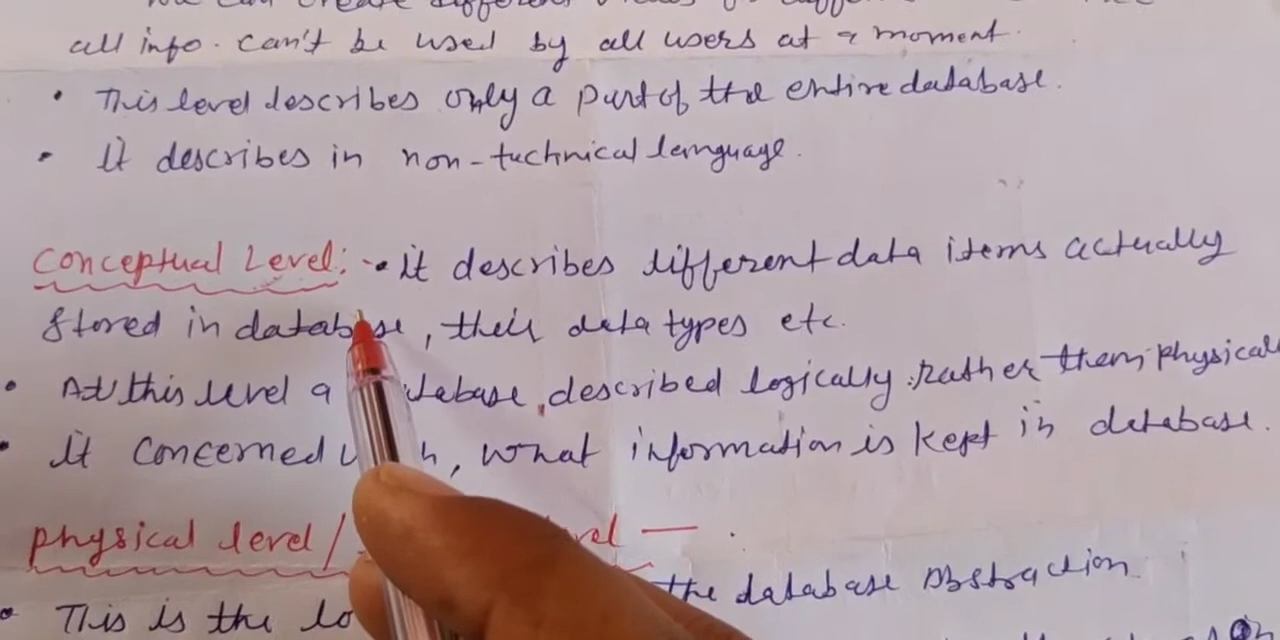 all info. can't be used by all users at a moment.
• This level describes only a part of the entire database.
• It describes in non-technical language.
Conceptual Level:- • it describes different data items actually
stored in database, their data types etc.
• At this level a database, described logically rather them physical
• it concerned, what information is kept in database.
physical level /
• This is the the database abstraction